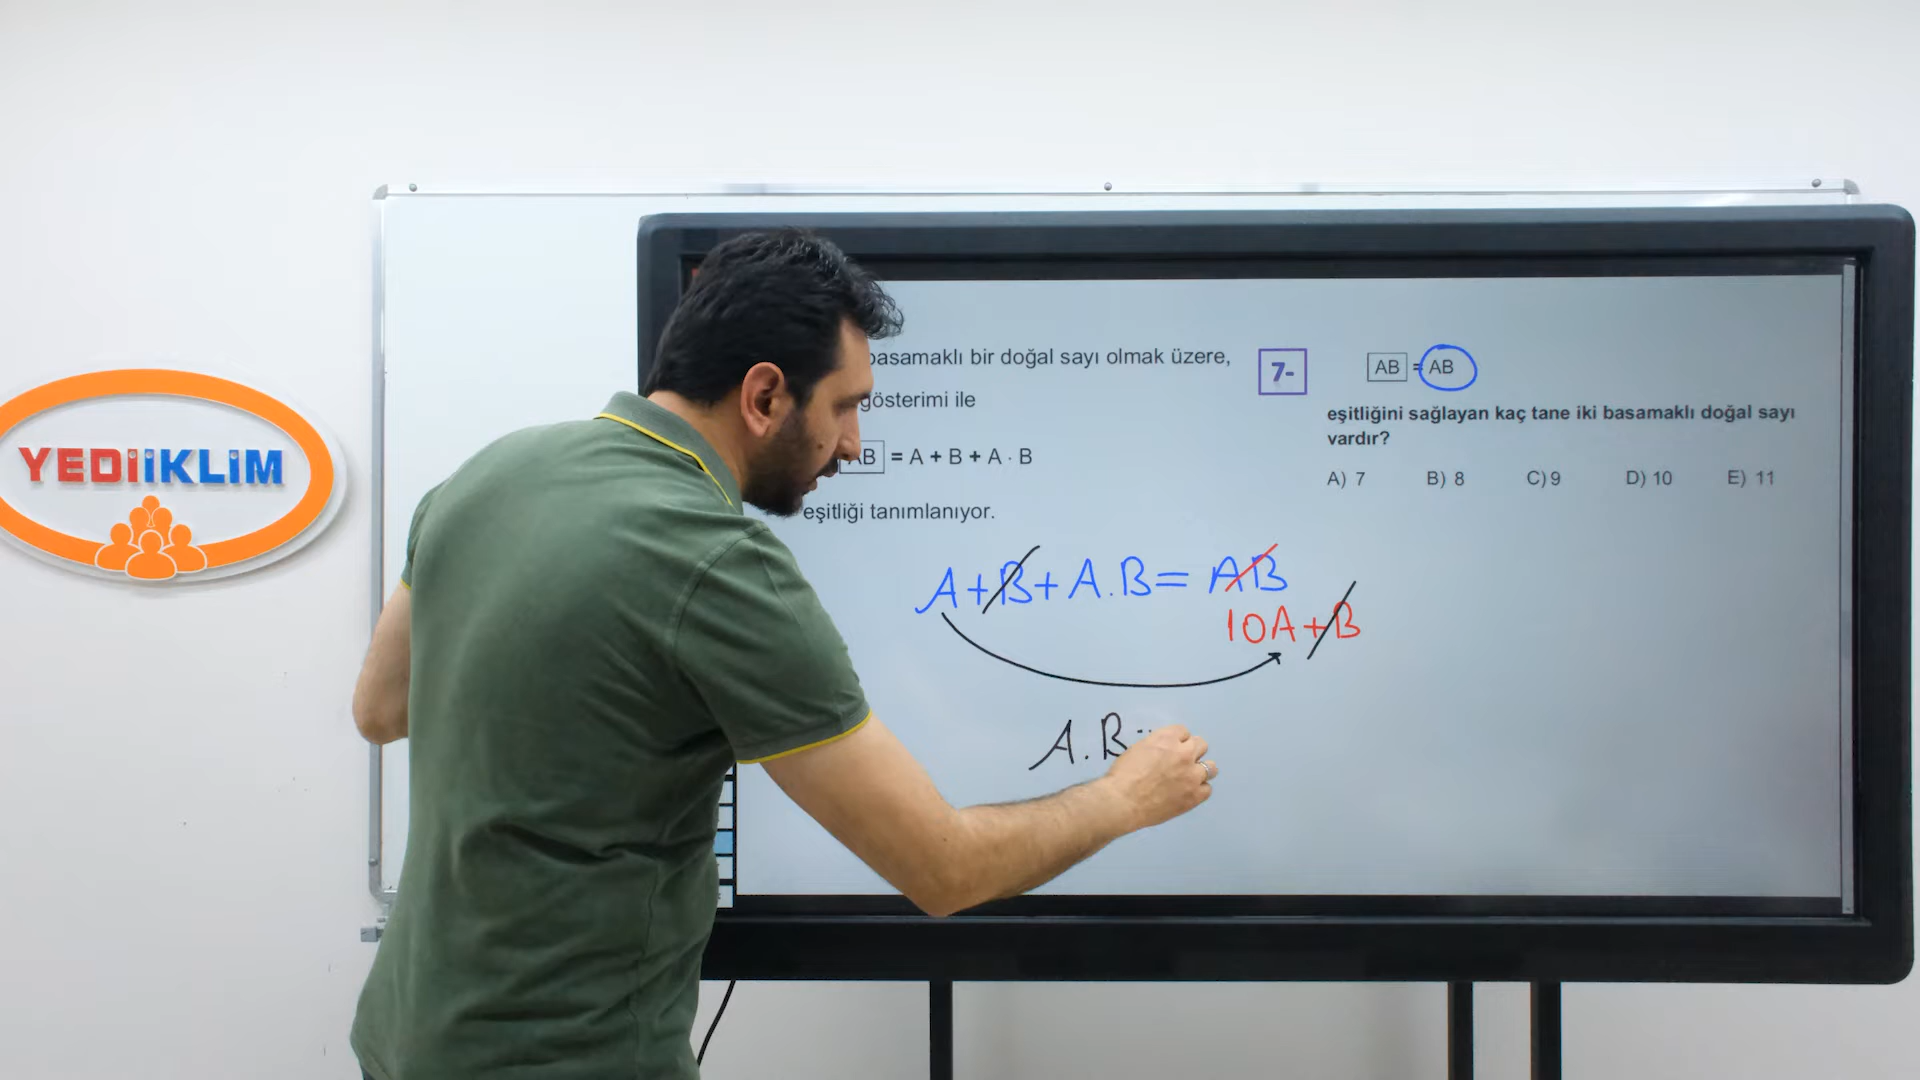 YEDİİKLİM
basamaklı bir doğal sayı olmak üzere,
gösterimi ile
AB = A + B + A · B
eşitliği tanımlanıyor.
7-
AB = AB
eşitliğini sağlayan kaç tane iki basamaklı doğal sayı
vardır?
A) 7 B) 8 C) 9 D) 10 E) 11
A+B+A.B= AB
10A+B
A.B=